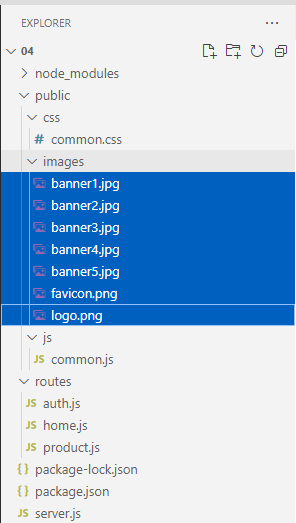 EXPLORER
04
node_modules
public
css
# common.css
images
banner1.jpg
banner2.jpg
banner3.jpg
banner4.jpg
banner5.jpg
favicon.png
logo.png
js
JS common.js
routes
JS auth.js
JS home.js
JS product.js
{} package-lock.json
{} package.json
JS server.js